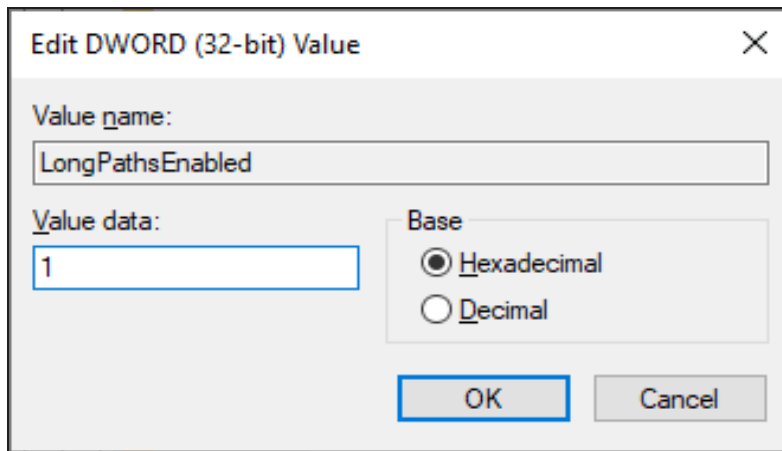 Edit DWORD (32-bit) Value
Value name:
LongPathsEnabled
Value data:
1
Base
Hexadecimal
Decimal
OK
Cancel